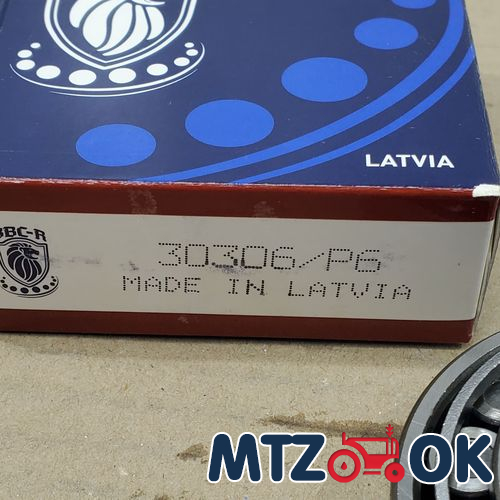 LATVIA
BBC-R
30306/P6
MADE IN LATVIA
MTZ OK